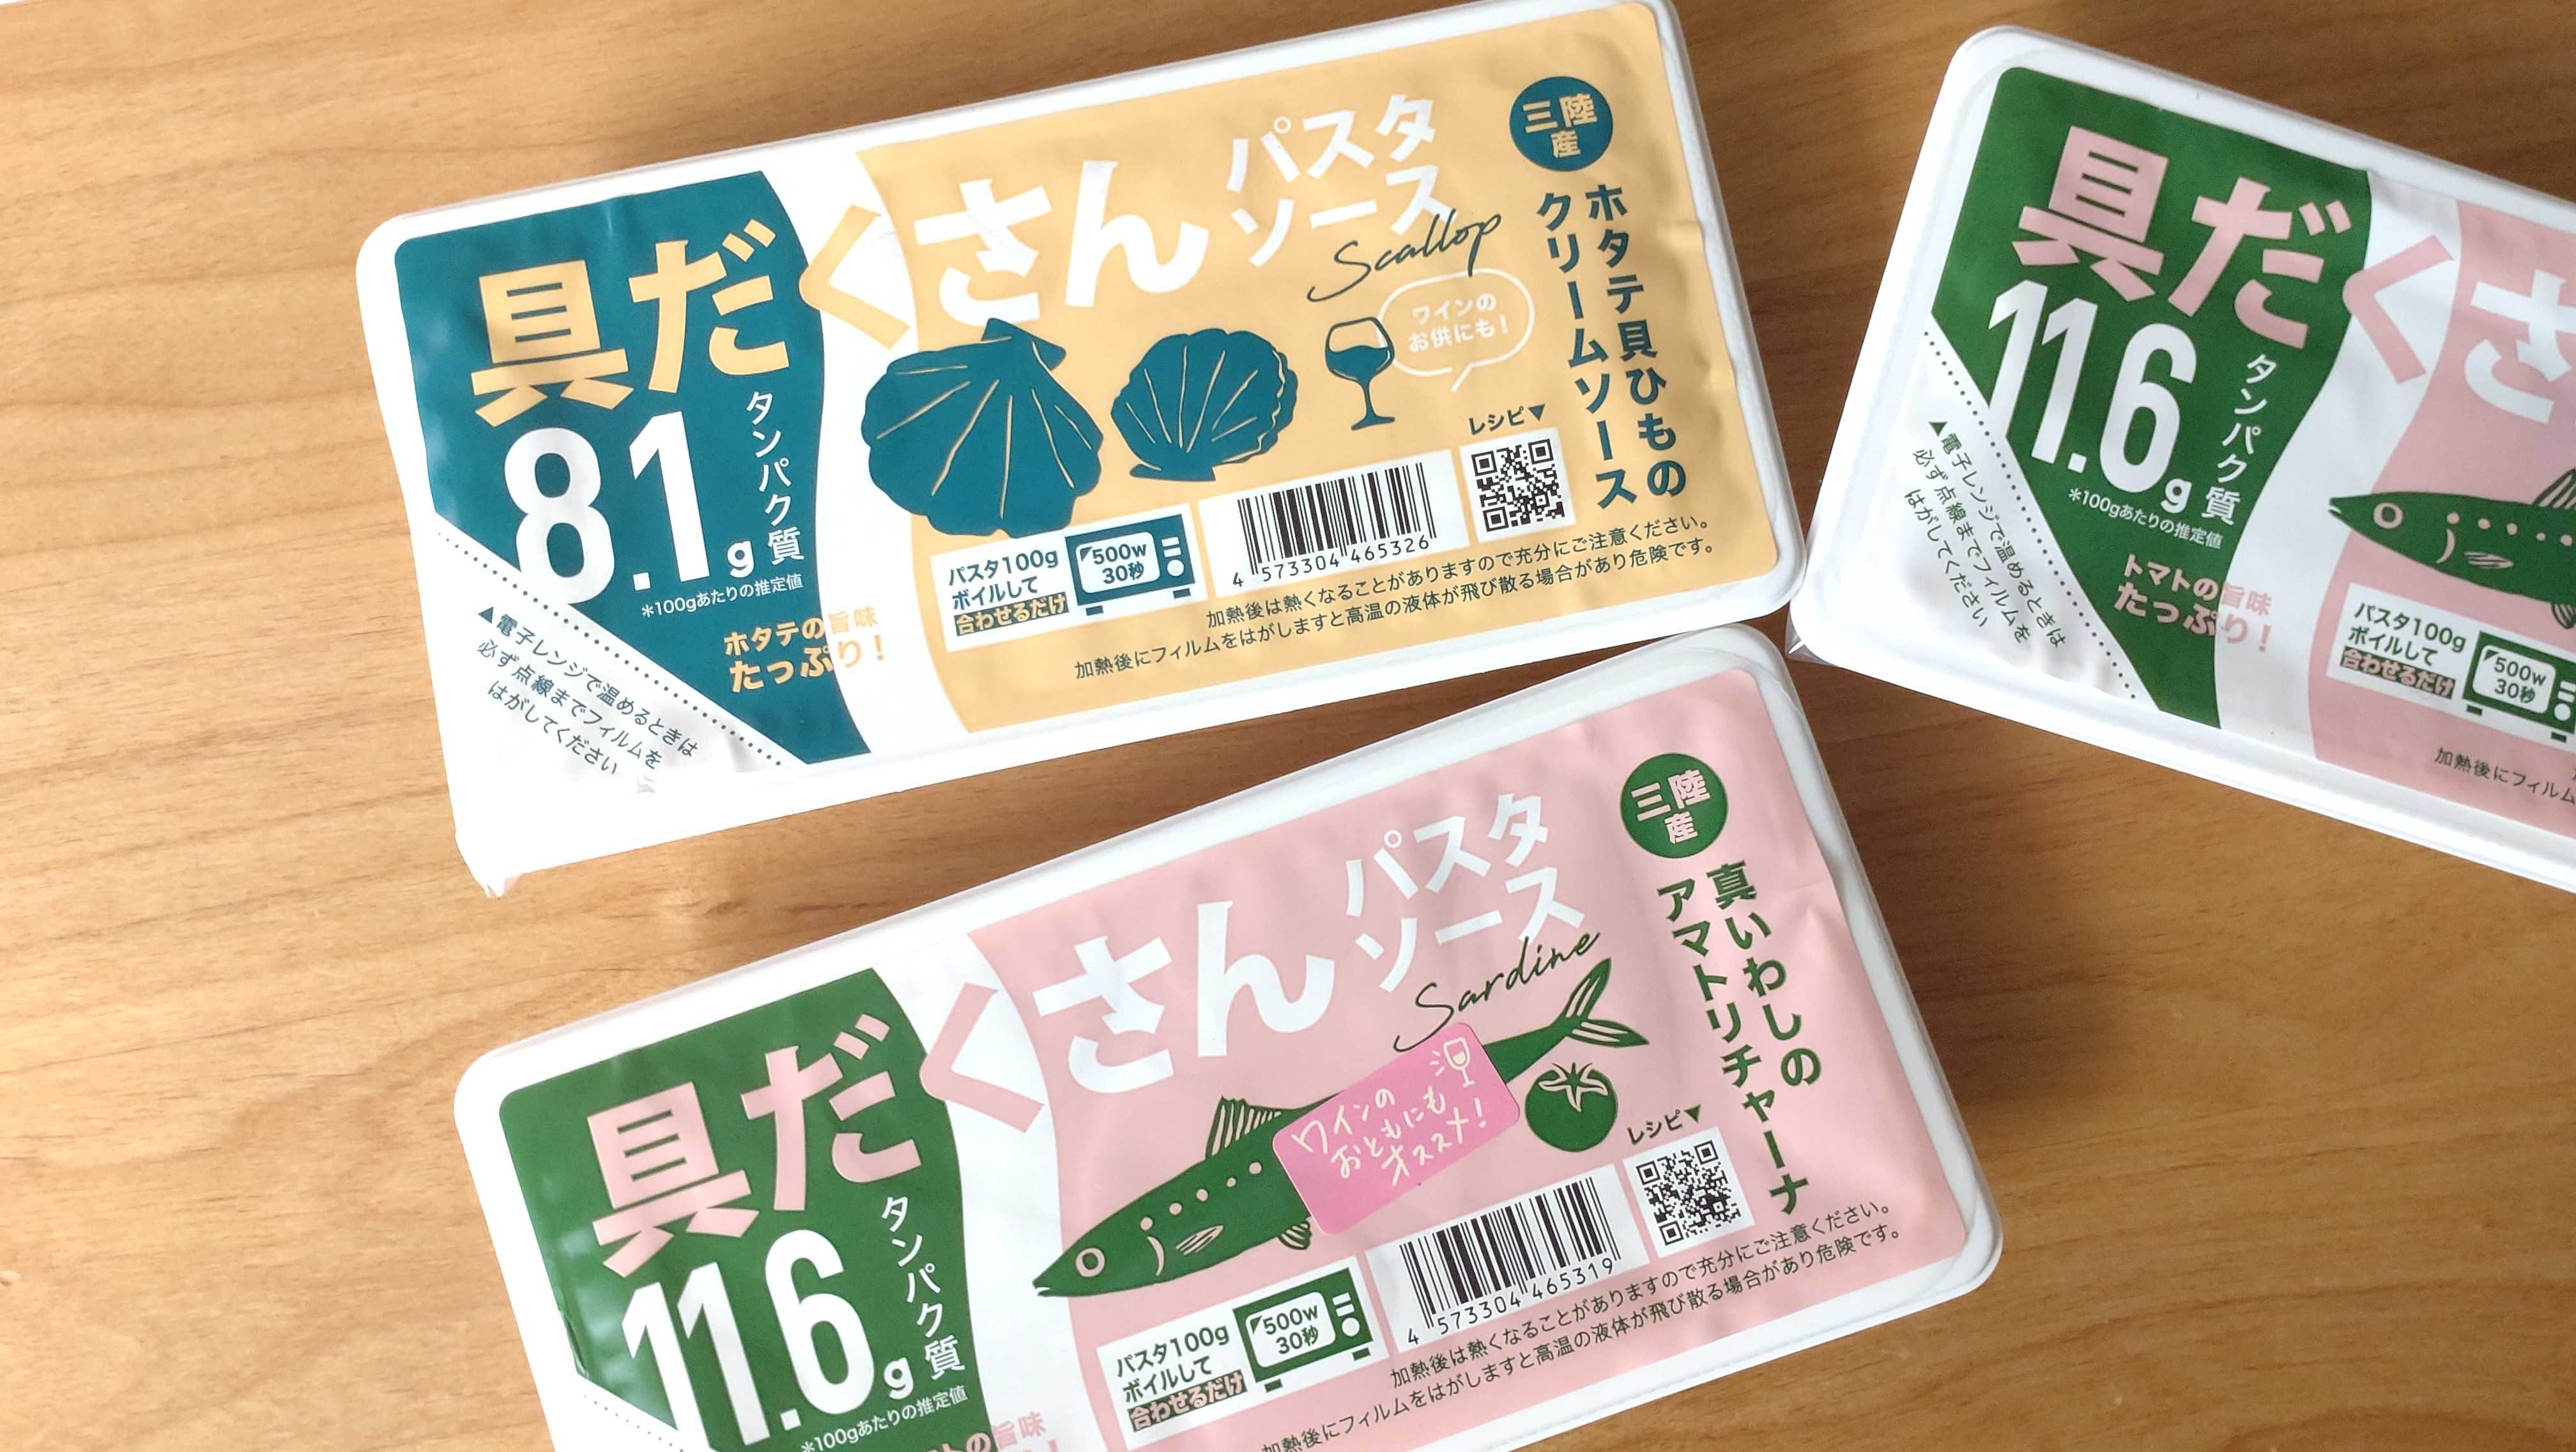 具だくさん
パスタ
ソース
Scallop
三陸
産
ホタテ貝ひもの
クリームソース
ワインの
お供にも!
レシピ▼
8.1g
タンパク質
*100gあたりの推定値
ホタテの旨味
たっぷり!
▲電子レンジで温めるときは
必ず点線までフィルムを
はがしてください
パスタ100g
ボイルして
合わせるだけ
500w
30秒
4 573304 465326
加熱後は熱くなることがありますので充分にご注意ください。
加熱後にフィルムをはがしますと高温の液体が飛び散る場合があり危険です。
具だくさ
11.6g
タンパク質
*100gあたりの推定値
トマトの旨味
たっぷり!
▲電子レンジで温めるときは
必ず点線までフィルムを
はがしてください
パスタ100g
ボイルして
合わせるだけ
500w
30秒
加熱後にフィルム
具だくさん
パスタ
ソース
Sardine
三陸
産
真いわしの
アマトリチャーナ
ワインの
おともにも
オススメ!
レシピ▼
11.6g
タンパク質
*100gあたりの推定値
トの旨味
パスタ100g
ボイルして
合わせるだけ
500w
30秒
4 573304 465319
加熱後は熱くなることがありますので充分にご注意ください。
加熱後にフィルムをはがしますと高温の液体が飛び散る場合があり危険です。